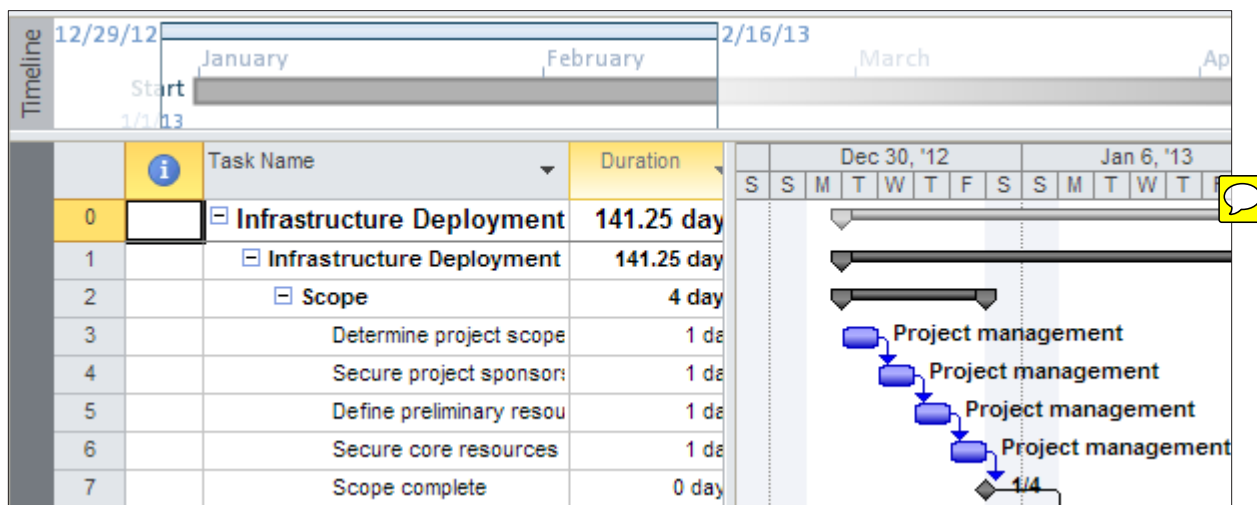 Timeline
12/29/12 2/16/13
January February March Ap
Start
1/1/13
Task Name Duration Dec 30, '12 Jan 6, '13
S S M T W T F S S M T W T F
0 Infrastructure Deployment 141.25 day
1 Infrastructure Deployment 141.25 day
2 Scope 4 day
3 Determine project scope 1 da Project management
4 Secure project sponsors 1 da Project management
5 Define preliminary resou 1 da Project management
6 Secure core resources 1 da Project management
7 Scope complete 0 day 1/4